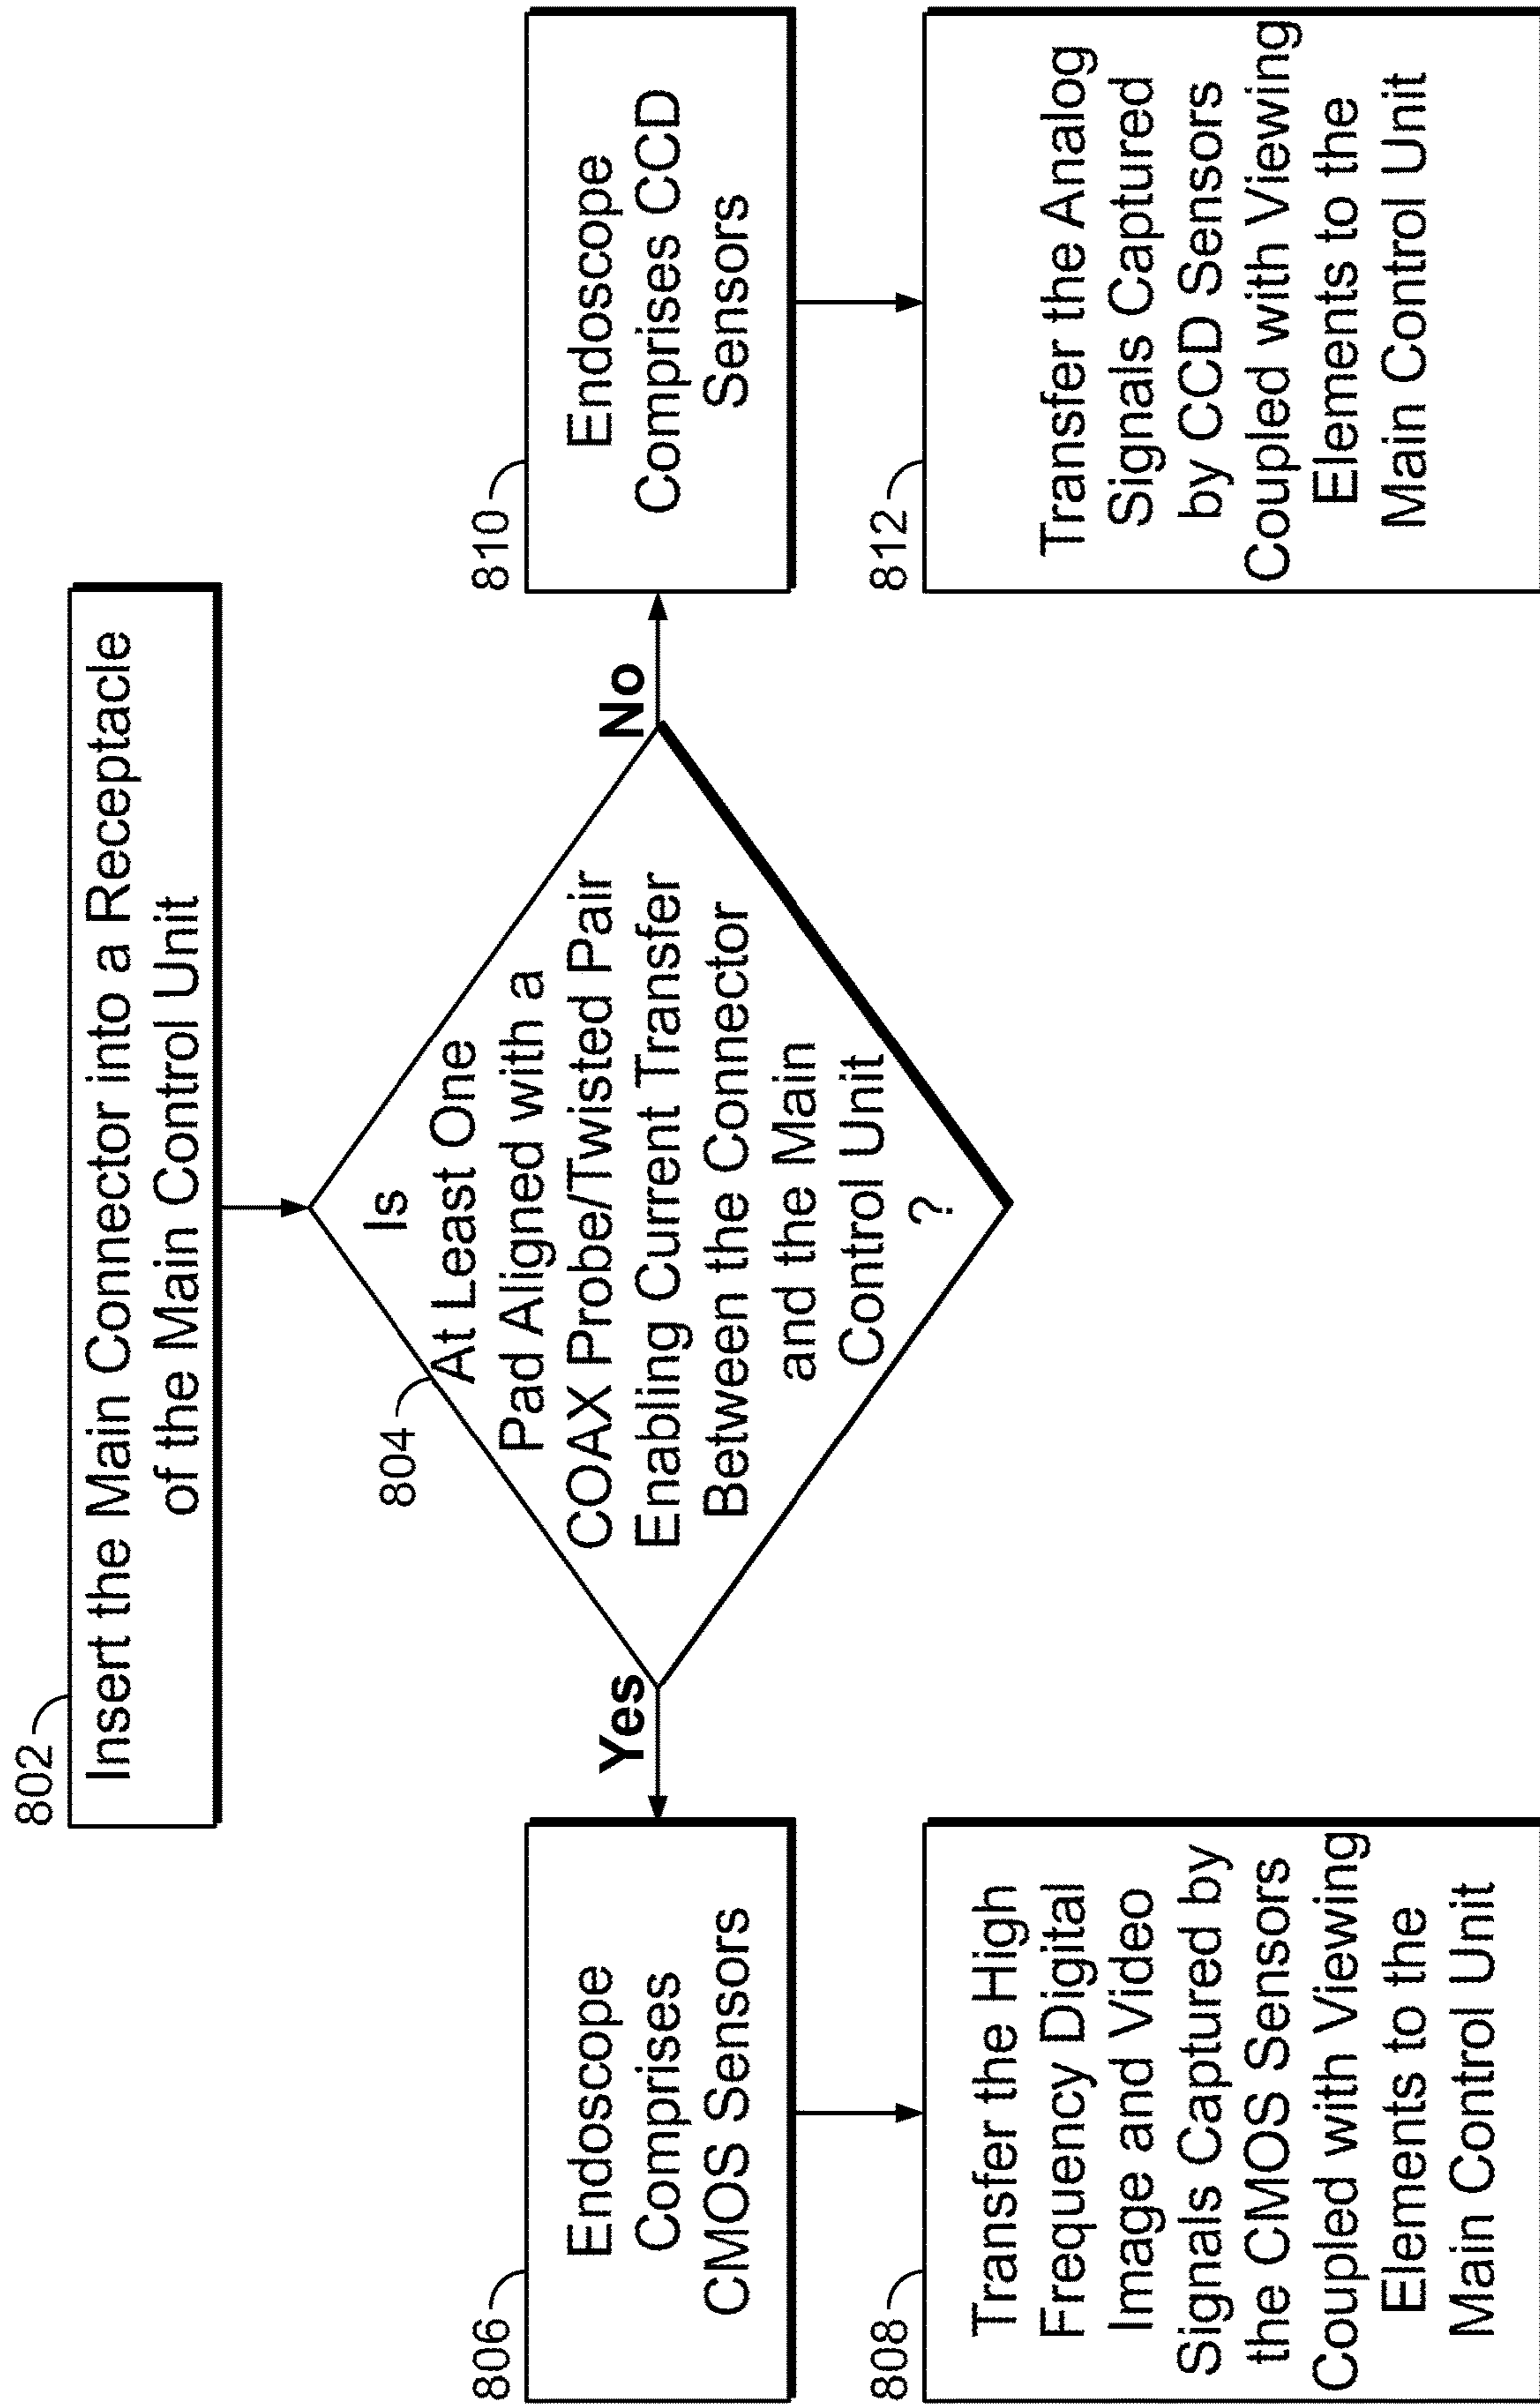 802
Insert the Main Connector into a Receptacle
of the Main Control Unit
804
Is
At Least One
Pad Aligned with a
COAX Probe/Twisted Pair
Enabling Current Transfer
Between the Connector
and the Main
Control Unit
?
Yes
No
806
Endoscope
Comprises
CMOS Sensors
808
Transfer the High
Frequency Digital
Image and Video
Signals Captured by
the CMOS Sensors
Coupled with Viewing
Elements to the
Main Control Unit
810
Endoscope
Comprises CCD
Sensors
812
Transfer the Analog
Signals Captured
by CCD Sensors
Coupled with Viewing
Elements to the
Main Control Unit